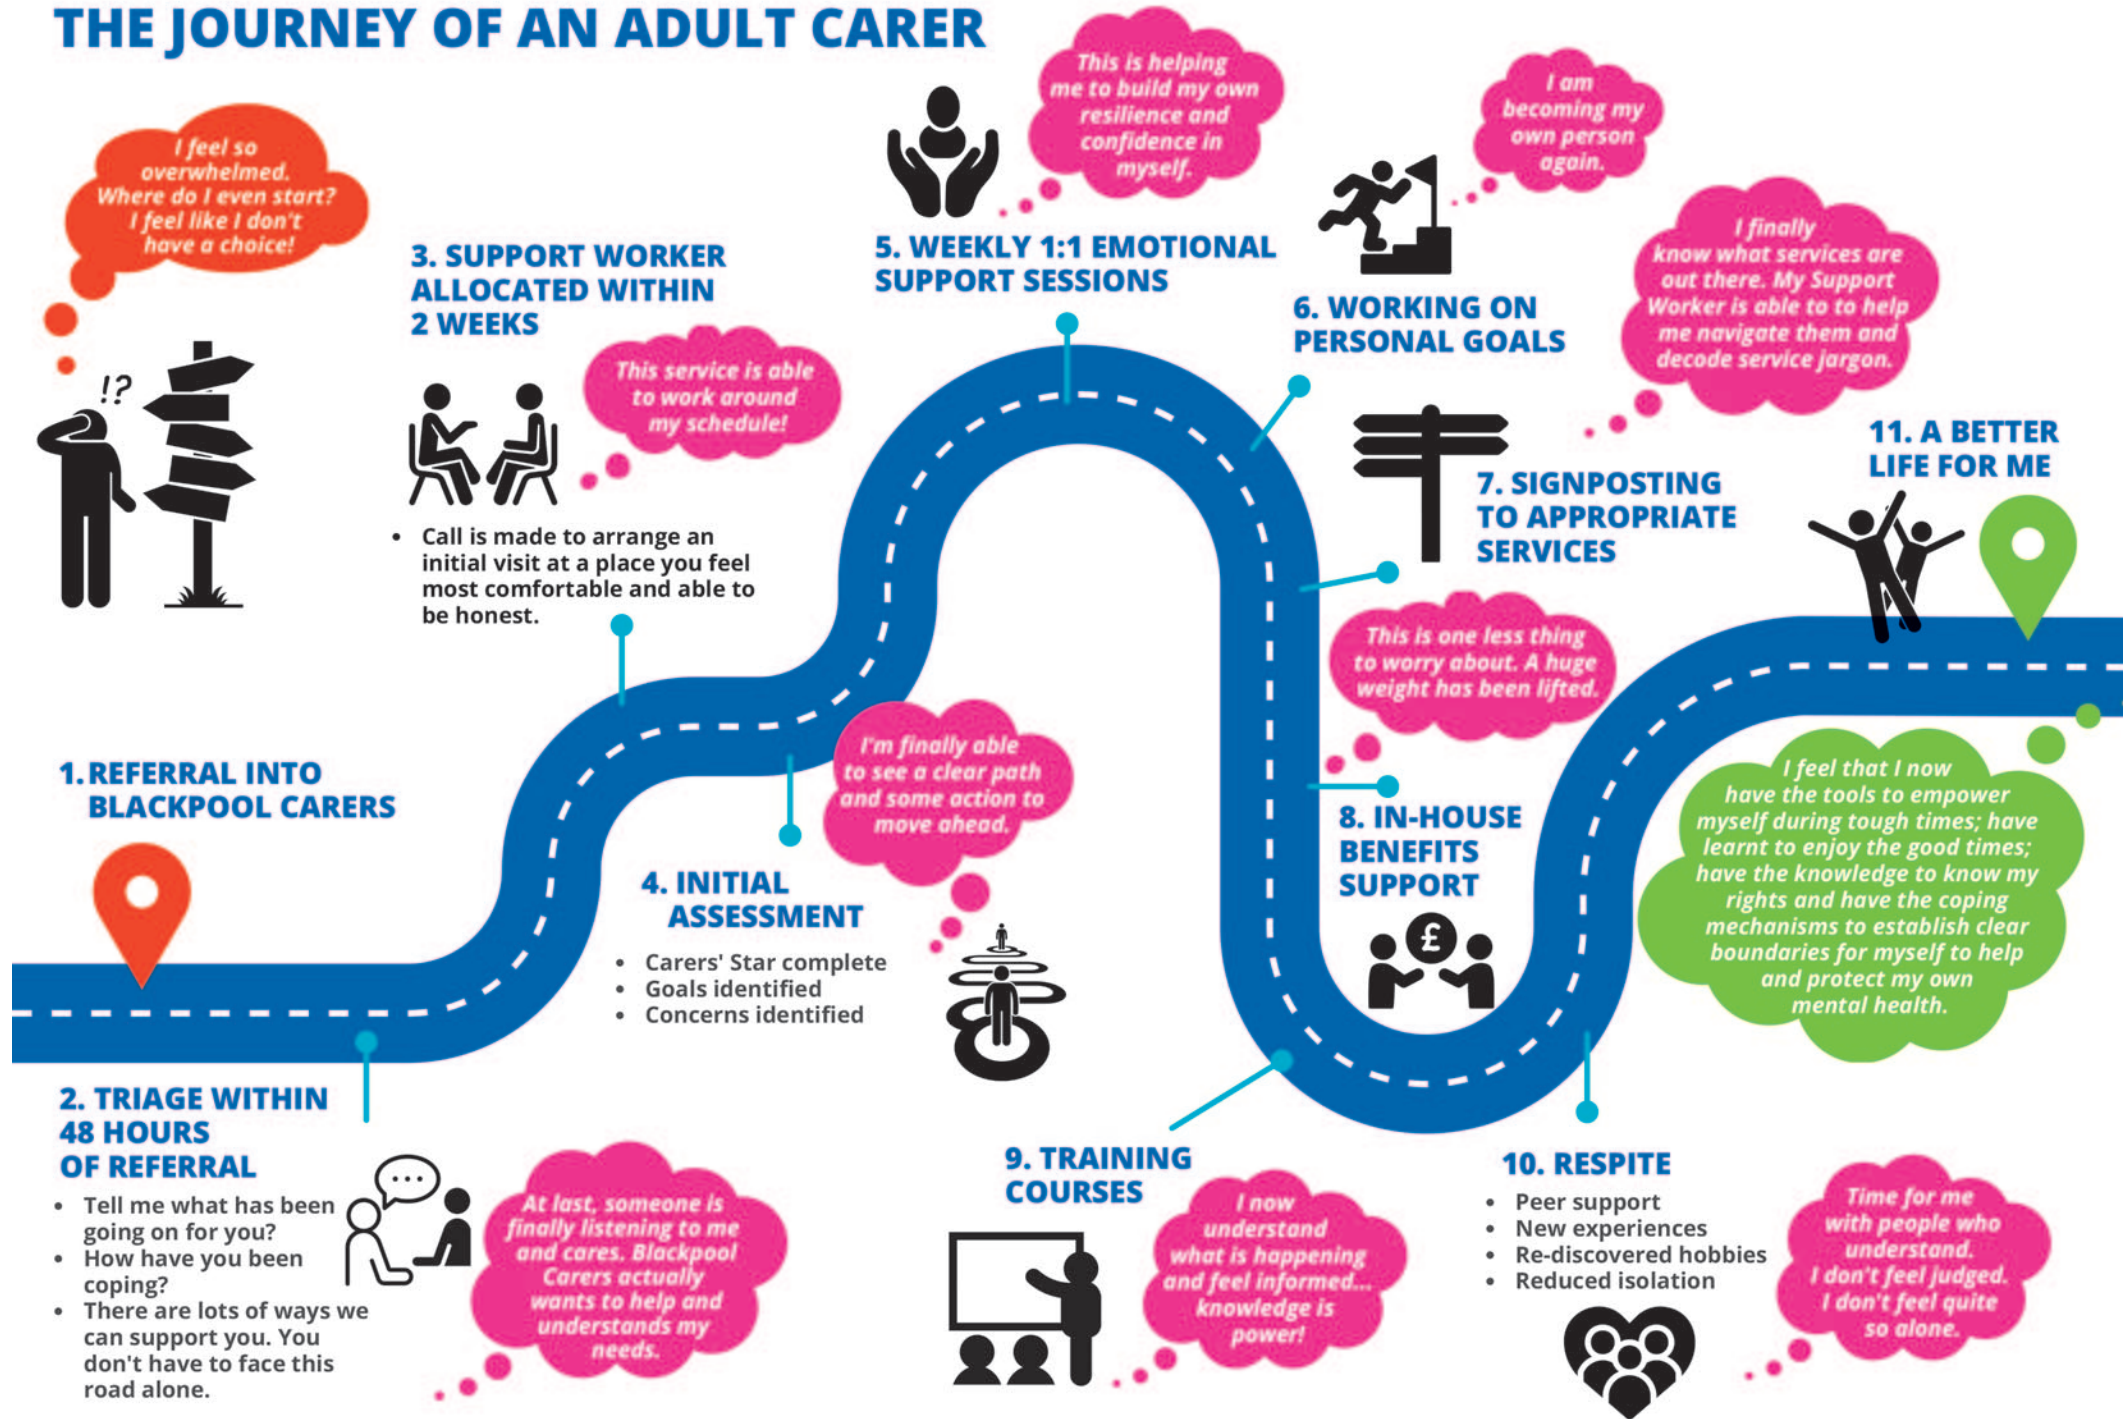 THE JOURNEY OF AN ADULT CARER
I feel so
overwhelmed.
Where do I even start?
I feel like I don't
have a choice!
!?
1. REFERRAL INTO
BLACKPOOL CARERS
2. TRIAGE WITHIN
48 HOURS
OF REFERRAL
• Tell me what has been
going on for you?
• How have you been
coping?
• There are lots of ways we
can support you. You
don't have to face this
road alone.
At last, someone is
finally listening to me
and cares. Blackpool
Carers actually
wants to help and
understands my
needs.
3. SUPPORT WORKER
ALLOCATED WITHIN
2 WEEKS
This service is able
to work around
my schedule!
• Call is made to arrange an
initial visit at a place you feel
most comfortable and able to
be honest.
4. INITIAL
ASSESSMENT
• Carers' Star complete
• Goals identified
• Concerns identified
I'm finally able
to see a clear path
and some action to
move ahead.
5. WEEKLY 1:1 EMOTIONAL
SUPPORT SESSIONS
This is helping
me to build my own
resilience and
confidence in
myself.
6. WORKING ON
PERSONAL GOALS
I am
becoming my
own person
again.
7. SIGNPOSTING
TO APPROPRIATE
SERVICES
I finally
know what services are
out there. My Support
Worker is able to to help
me navigate them and
decode service jargon.
8. IN-HOUSE
BENEFITS
SUPPORT
£
This is one less thing
to worry about. A huge
weight has been lifted.
9. TRAINING
COURSES
I now
understand
what is happening
and feel informed...
knowledge is
power!
10. RESPITE
• Peer support
• New experiences
• Re-discovered hobbies
• Reduced isolation
Time for me
with people who
understand.
I don't feel judged.
I don't feel quite
so alone.
11. A BETTER
LIFE FOR ME
I feel that I now
have the tools to empower
myself during tough times; have
learnt to enjoy the good times;
have the knowledge to know my
rights and have the coping
mechanisms to establish clear
boundaries for myself to help
and protect my own
mental health.